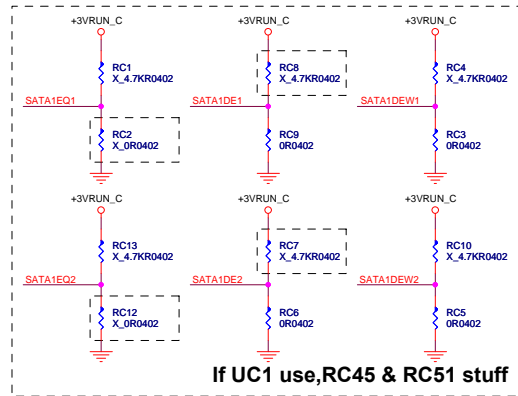 +3VRUN_C
+3VRUN_C
+3VRUN_C
RC1
X_4.7KR0402
RC8
X_4.7KR0402
RC4
X_4.7KR0402
SATA1EQ1
SATA1DE1
SATA1DEW1
RC2
X_0R0402
RC9
0R0402
RC3
0R0402
+3VRUN_C
+3VRUN_C
+3VRUN_C
RC13
X_4.7KR0402
RC7
X_4.7KR0402
RC10
X_4.7KR0402
SATA1EQ2
SATA1DE2
SATA1DEW2
RC12
X_0R0402
RC6
0R0402
RC5
0R0402
If UC1 use,RC45 & RC51 stuff